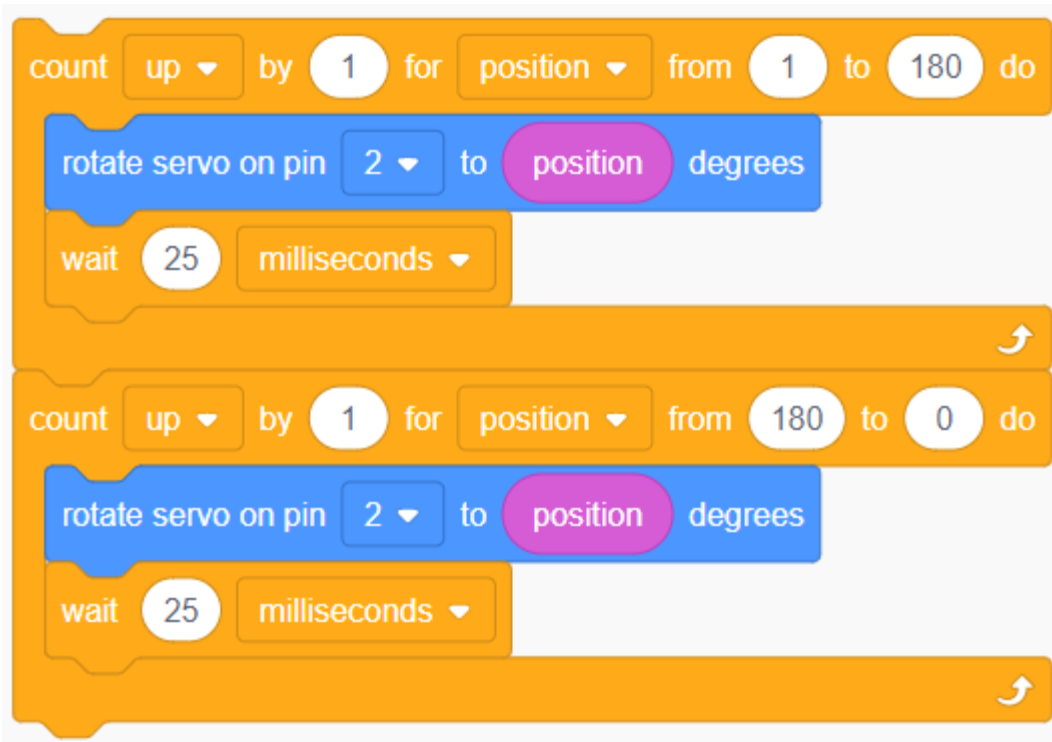 count up by 1 for position from 1 to 180 do
rotate servo on pin 2 to position degrees
wait 25 milliseconds
count up by 1 for position from 180 to 0 do
rotate servo on pin 2 to position degrees
wait 25 milliseconds